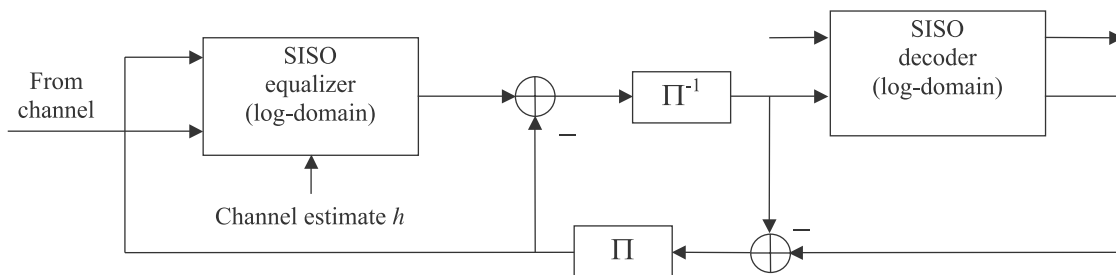 SISO
equalizer
(log-domain)
SISO
decoder
(log-domain)
From
channel
Π-1
−
Channel estimate h
Π
−